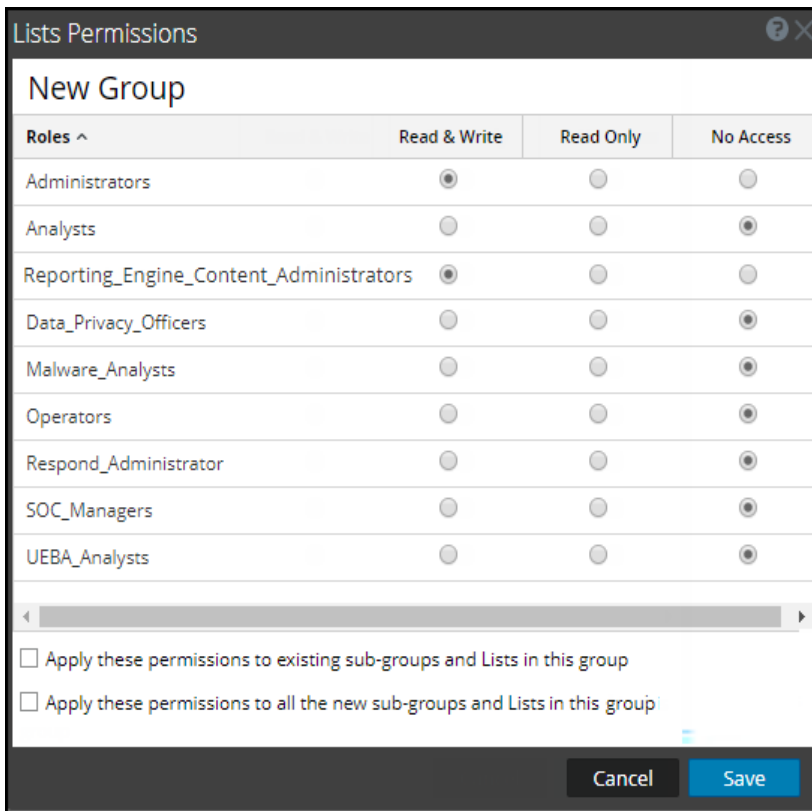 Lists Permissions
New Group
Roles Read & Write Read Only No Access
Administrators
Analysts
Reporting_Engine_Content_Administrators
Data_Privacy_Officers
Malware_Analysts
Operators
Respond_Administrator
SOC_Managers
UEBA_Analysts
Apply these permissions to existing sub-groups and Lists in this group
Apply these permissions to all the new sub-groups and Lists in this group
Cancel Save